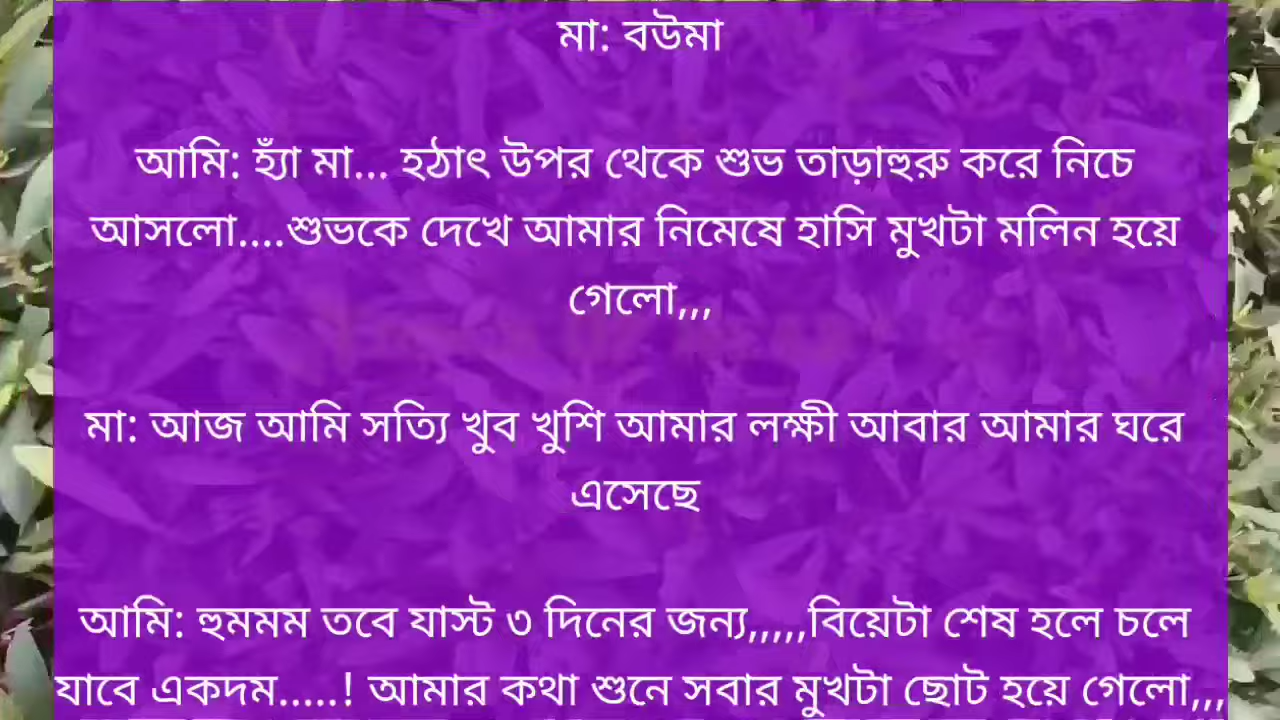 মা: বউমা
আমি: হ্যাঁ মা... হঠাৎ উপর থেকে শুভ তাড়াহুরু করে নিচে
আসলো....শুভকে দেখে আমার নিমেষে হাসি মুখটা মলিন হয়ে
গেলো,,,
মা: আজ আমি সত্যি খুব খুশি আমার লক্ষী আবার আমার ঘরে
এসেছে
আমি: হুমমম তবে যাস্ট ৩ দিনের জন্য,,,,,বিয়েটা শেষ হলে চলে
যাবে একদম.....! আমার কথা শুনে সবার মুখটা ছোট হয়ে গেলো,,,